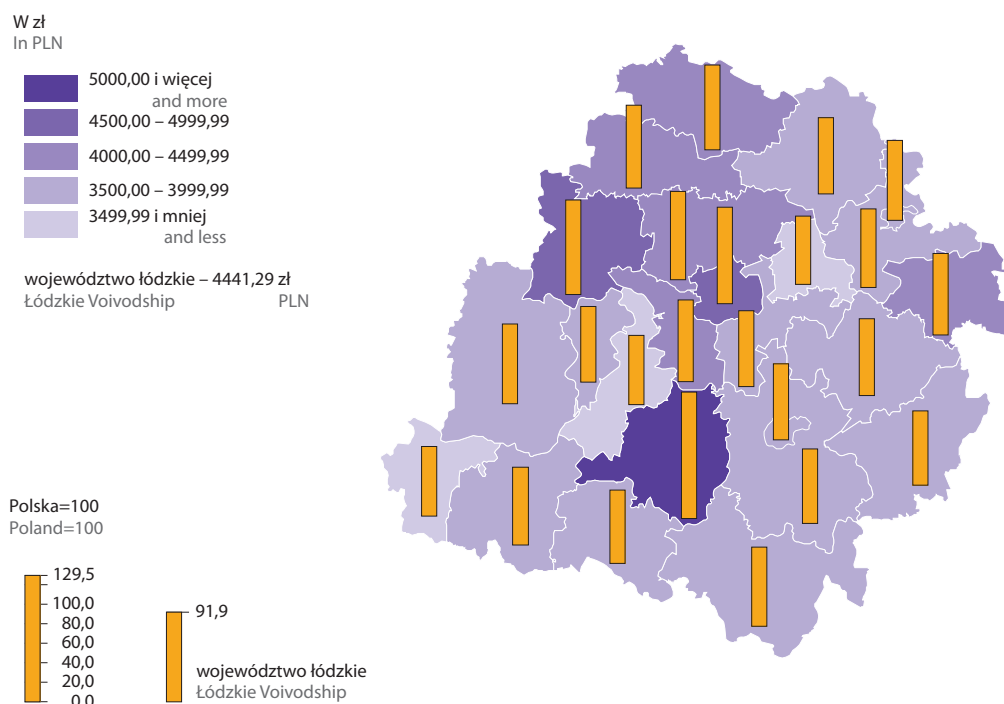 W zł
In PLN
5000,00 i więcej
and more
4500,00 – 4999,99
4000,00 – 4499,99
3500,00 – 3999,99
3499,99 i mniej
and less
województwo łódzkie – 4441,29 zł
Łódzkie Voivodship PLN
Polska=100
Poland=100
129,5
100,0
80,0
60,0
40,0
20,0
0,0
91,9
województwo łódzkie
Łódzkie Voivodship